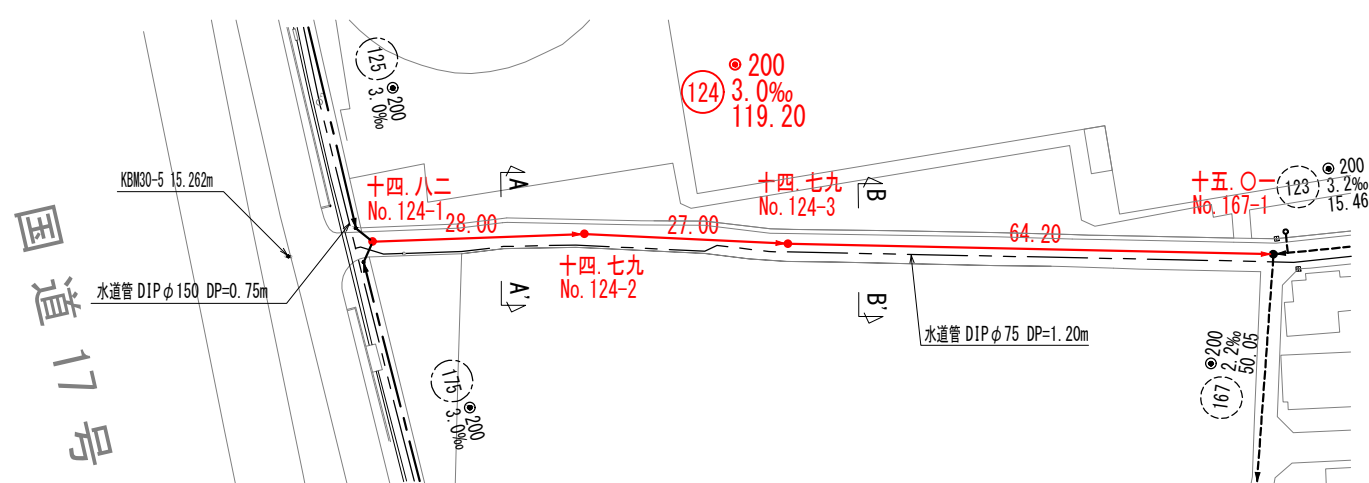 125
◉200
3.0‰
124
◉200
3.0‰
119.20
KBM30-5 15.262m
十四.八二
No.124-1
A
28.00
27.00
十四.七九
No.124-3
B
64.20
十五.〇一
No.167-1
123
◉200
3.2‰
15.46
国道17号
水道管 DIPφ150 DP=0.75m
十四.七九
No.124-2
A'
B'
水道管 DIPφ75 DP=1.20m
175
◉200
3.0‰
167
◉200
2.2‰
50.05